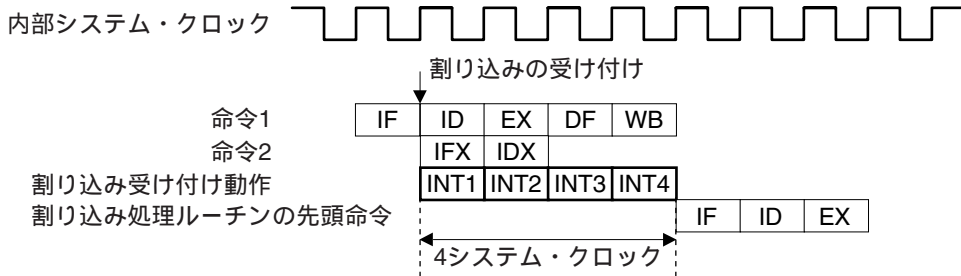 内部システム・クロック
割り込みの受け付け
命令1 IF ID EX DF WB
命令2 IFX IDX
割り込み受け付け動作 INT1 INT2 INT3 INT4
割り込み処理ルーチンの先頭命令 IF ID EX
4システム・クロック